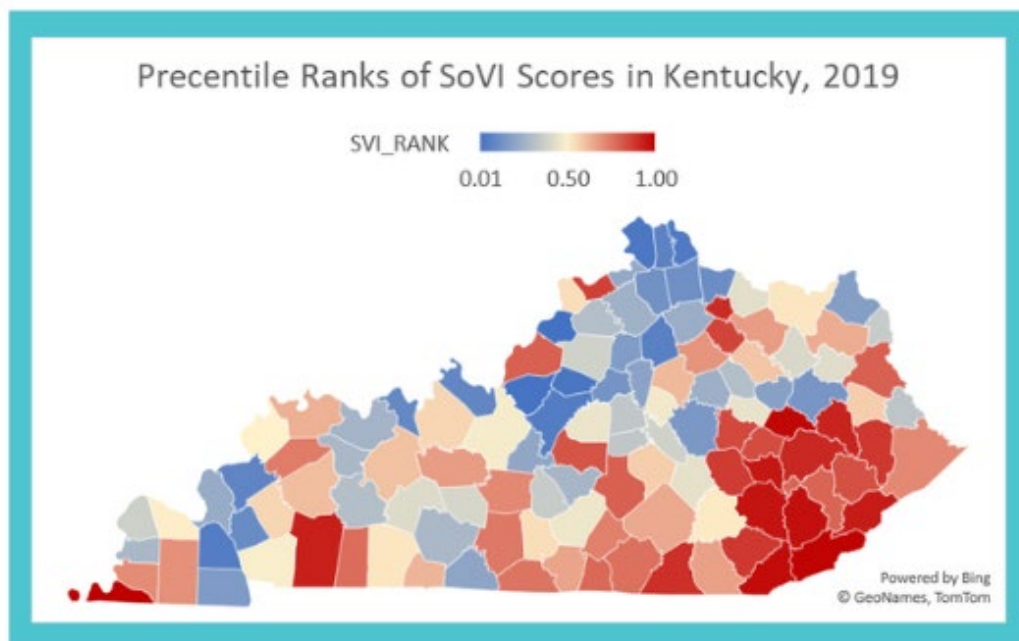 Precentile Ranks of SoVI Scores in Kentucky, 2019
SVI_RANK
0.01 0.50 1.00
Powered by Bing
© GeoNames, TomTom